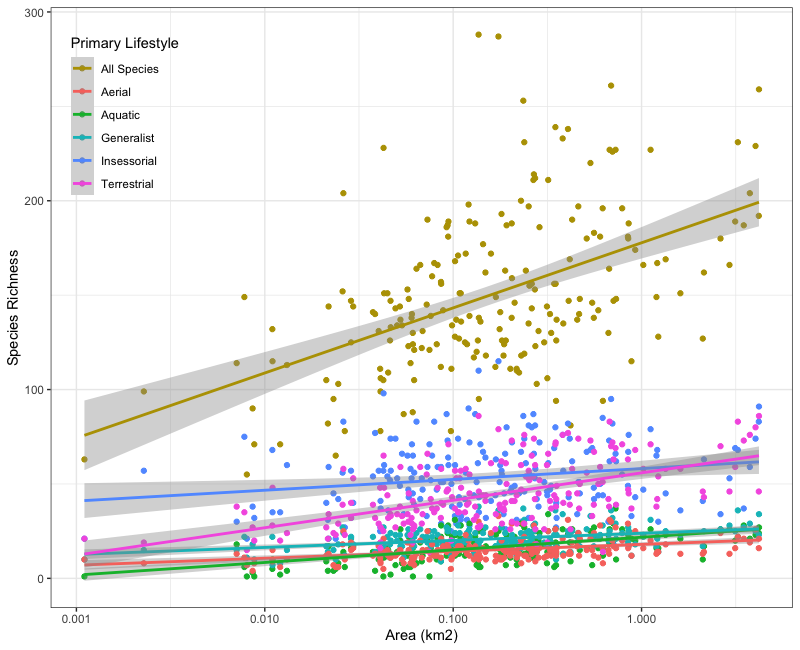 Primary Lifestyle
All Species
Aerial
Aquatic
Generalist
Insessorial
Terrestrial
300
200
100
0
Species Richness
0.001 0.010 0.100 1.000
Area (km2)